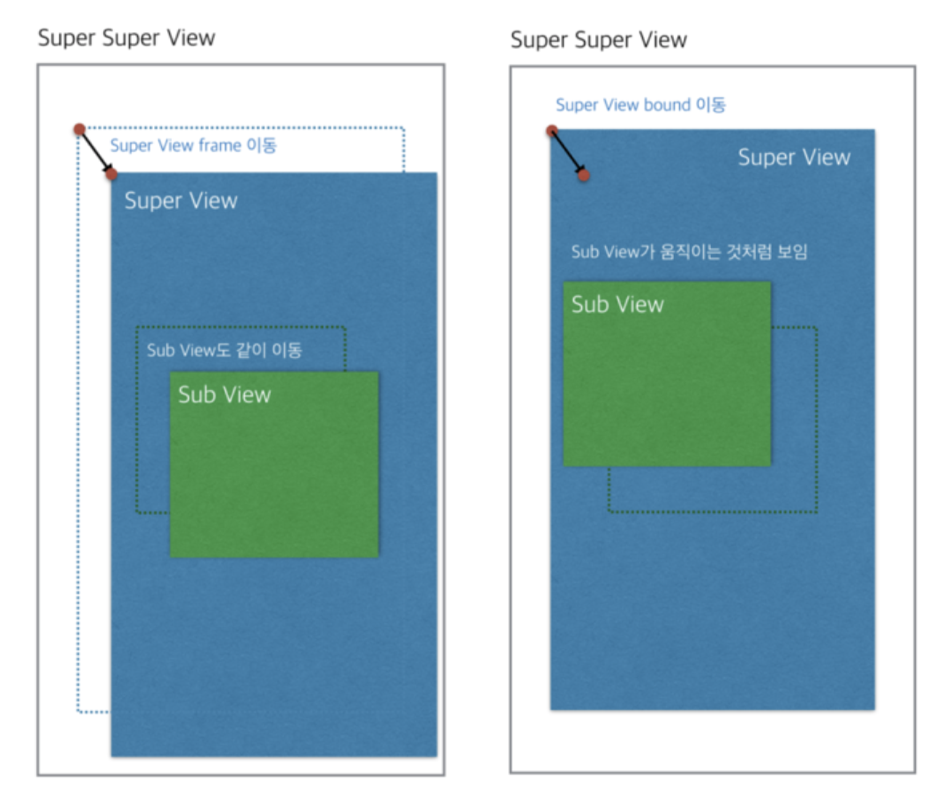 Super Super View
Super View frame 이동
Super View
Sub View도 같이 이동
Sub View
Super Super View
Super View bound 이동
Super View
Sub View가 움직이는 것처럼 보임
Sub View